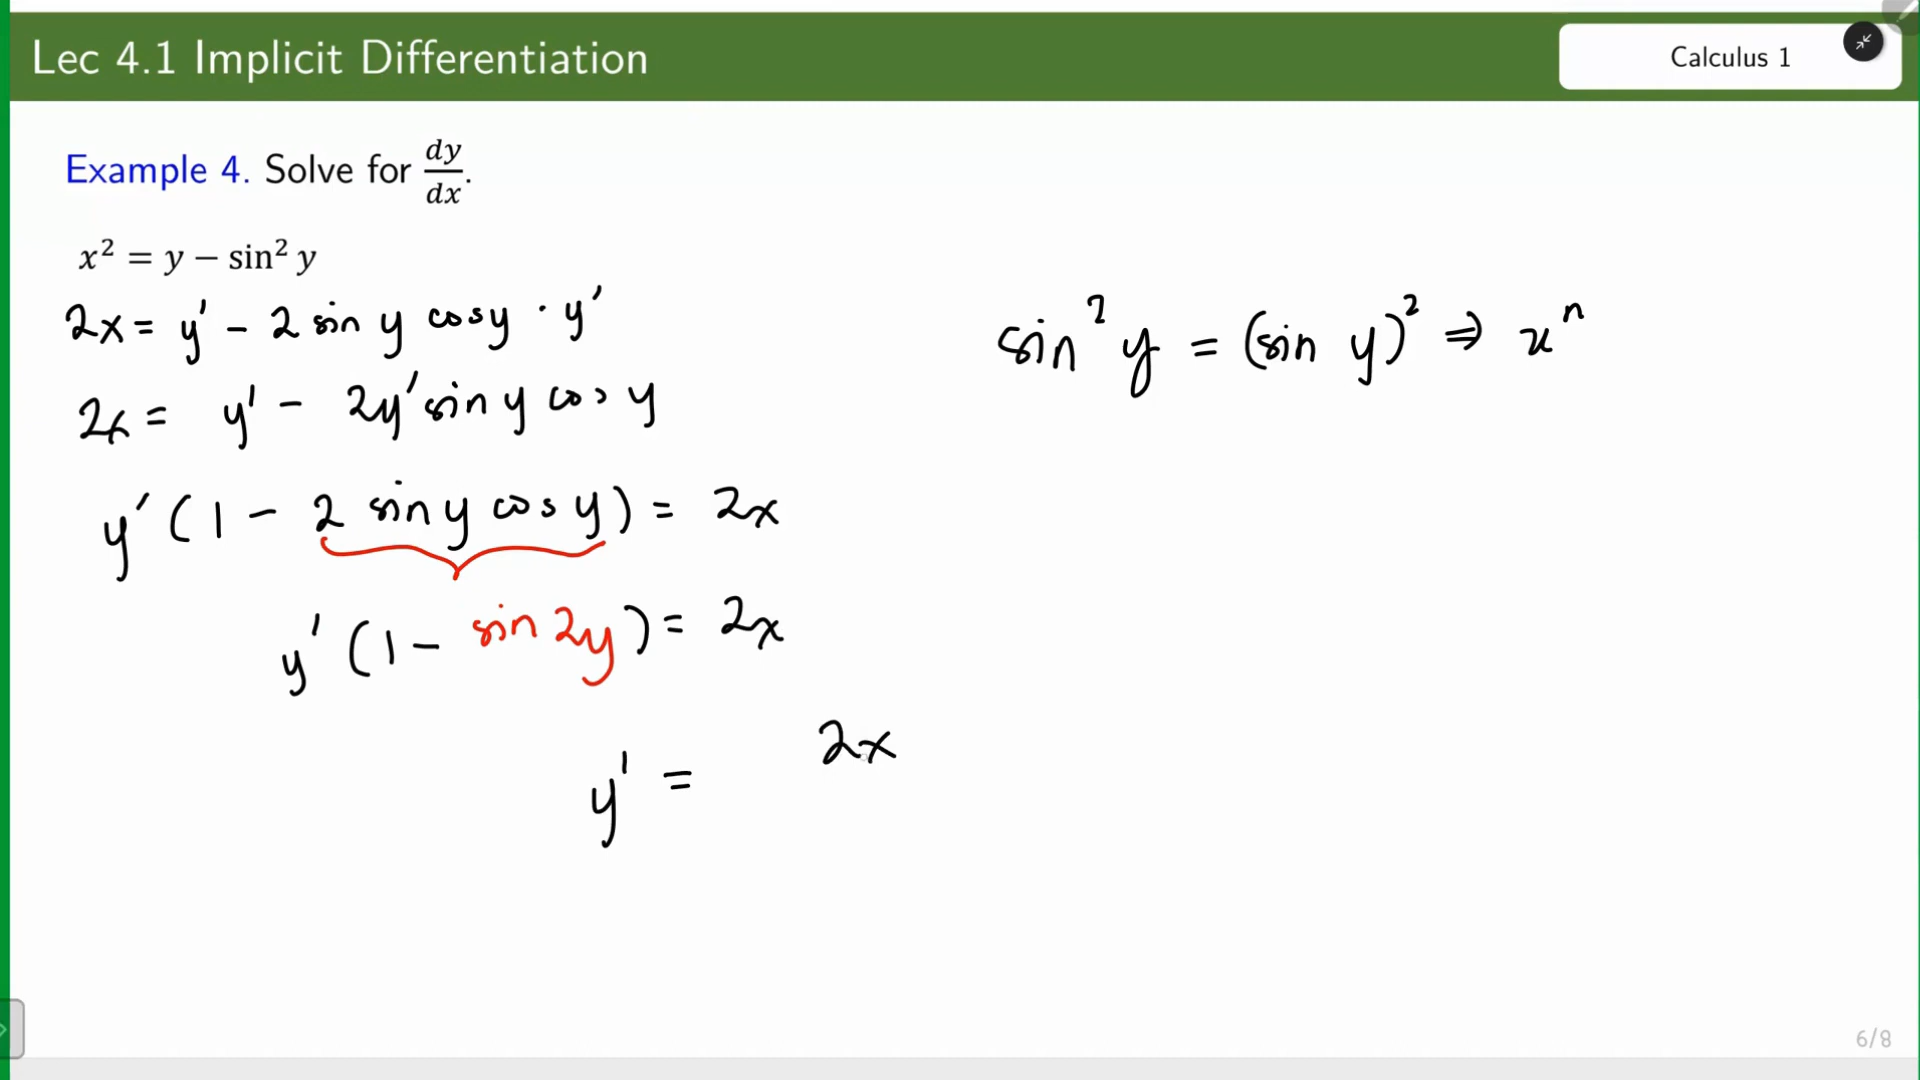 Lec 4.1 Implicit Differentiation
Calculus 1
Example 4. Solve for dy/dx.
x² = y − sin² y
2x = y' − 2 sin y cos y · y'
2x = y' − 2y' sin y cos y
y' (1 − 2 sin y cos y) = 2x
y' (1 − sin 2y) = 2x
y' = 2x
sin² y = (sin y)² ⇒ uⁿ
6/8